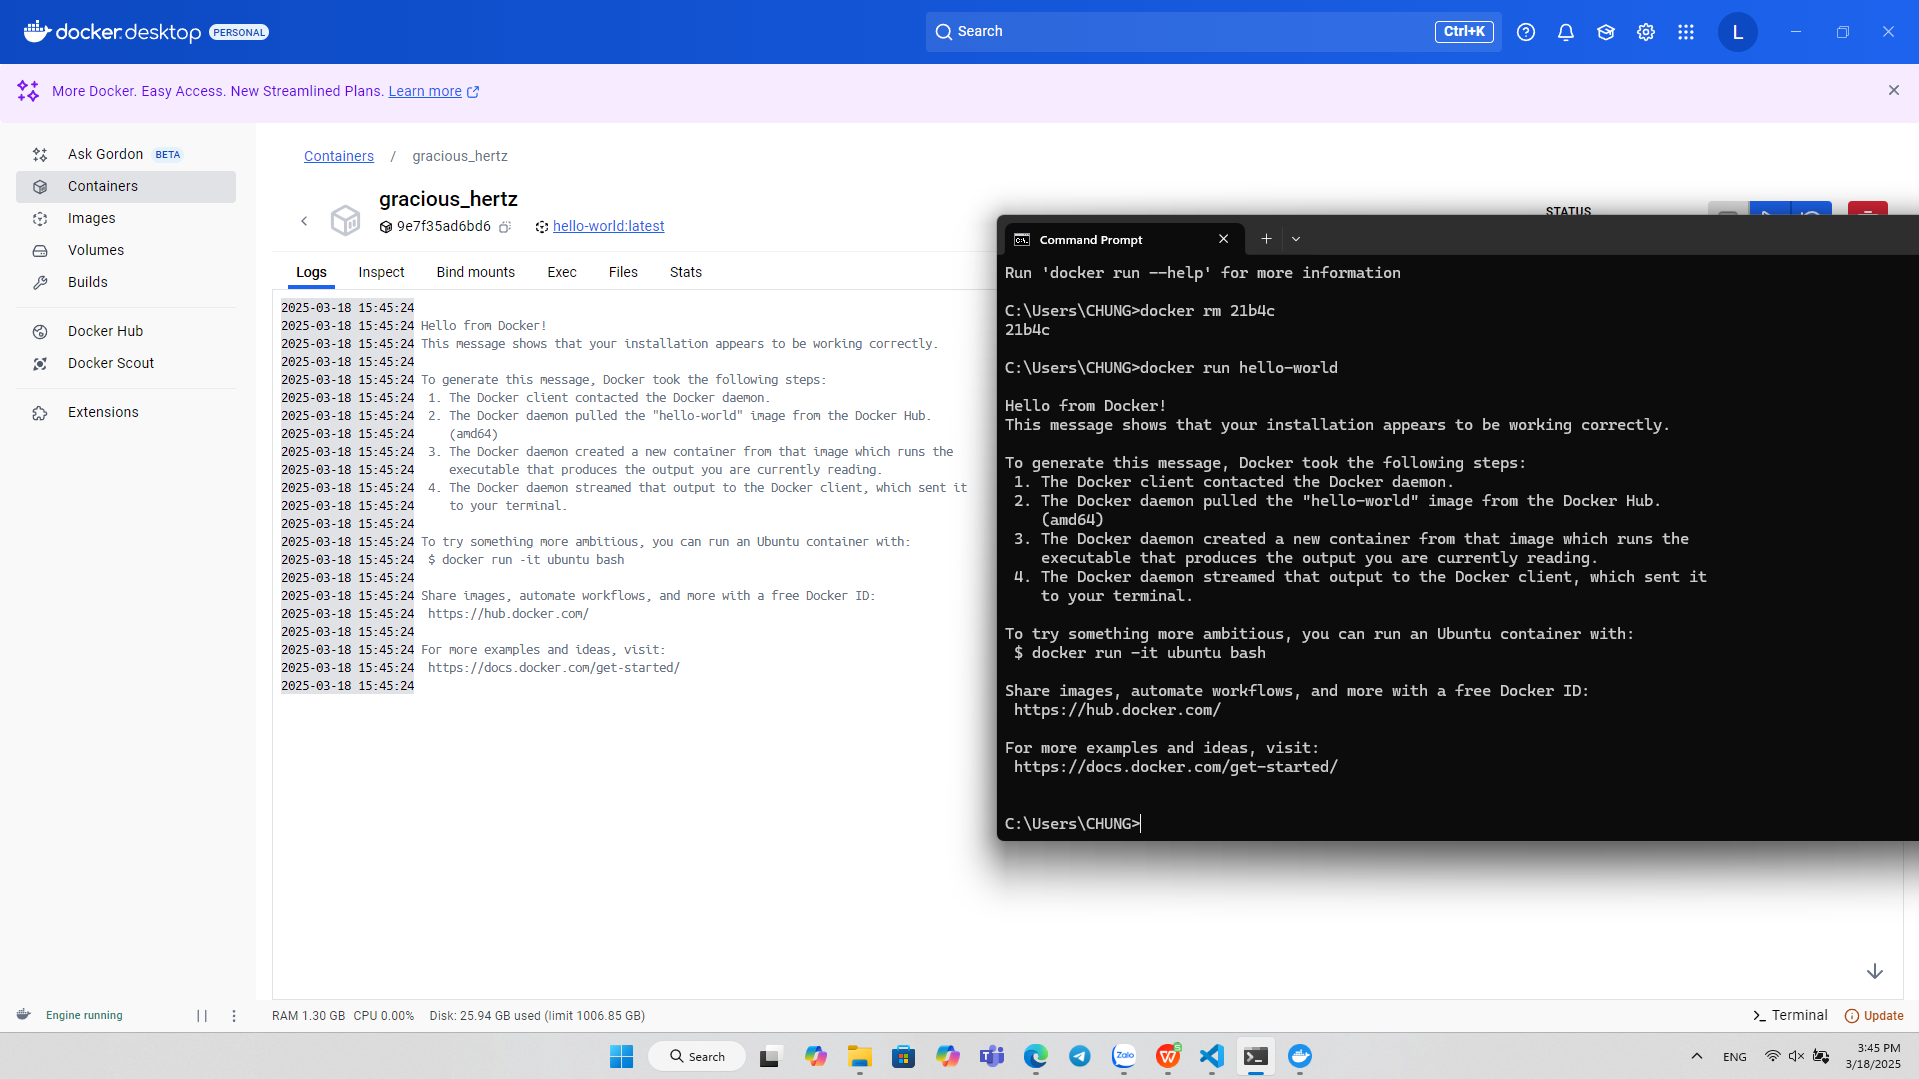 docker.desktop PERSONAL
Search Ctrl+K
L
More Docker. Easy Access. New Streamlined Plans. Learn more
Ask Gordon BETA
Containers
Images
Volumes
Builds
Docker Hub
Docker Scout
Extensions
Containers / gracious_hertz
gracious_hertz
9e7f35ad6bd6 hello-world:latest
STATUS
Logs Inspect Bind mounts Exec Files Stats
2025-03-18 15:45:24
2025-03-18 15:45:24 Hello from Docker!
2025-03-18 15:45:24 This message shows that your installation appears to be working correctly.
2025-03-18 15:45:24
2025-03-18 15:45:24 To generate this message, Docker took the following steps:
2025-03-18 15:45:24 1. The Docker client contacted the Docker daemon.
2025-03-18 15:45:24 2. The Docker daemon pulled the "hello-world" image from the Docker Hub.
2025-03-18 15:45:24 (amd64)
2025-03-18 15:45:24 3. The Docker daemon created a new container from that image which runs the
2025-03-18 15:45:24 executable that produces the output you are currently reading.
2025-03-18 15:45:24 4. The Docker daemon streamed that output to the Docker client, which sent it
2025-03-18 15:45:24 to your terminal.
2025-03-18 15:45:24
2025-03-18 15:45:24 To try something more ambitious, you can run an Ubuntu container with:
2025-03-18 15:45:24 $ docker run -it ubuntu bash
2025-03-18 15:45:24
2025-03-18 15:45:24 Share images, automate workflows, and more with a free Docker ID:
2025-03-18 15:45:24 https://hub.docker.com/
2025-03-18 15:45:24
2025-03-18 15:45:24 For more examples and ideas, visit:
2025-03-18 15:45:24 https://docs.docker.com/get-started/
2025-03-18 15:45:24
Command Prompt
Run 'docker run --help' for more information
C:\Users\CHUNG>docker rm 21b4c
21b4c
C:\Users\CHUNG>docker run hello-world
Hello from Docker!
This message shows that your installation appears to be working correctly.
To generate this message, Docker took the following steps:
1. The Docker client contacted the Docker daemon.
2. The Docker daemon pulled the "hello-world" image from the Docker Hub.
(amd64)
3. The Docker daemon created a new container from that image which runs the
executable that produces the output you are currently reading.
4. The Docker daemon streamed that output to the Docker client, which sent it
to your terminal.
To try something more ambitious, you can run an Ubuntu container with:
$ docker run -it ubuntu bash
Share images, automate workflows, and more with a free Docker ID:
https://hub.docker.com/
For more examples and ideas, visit:
https://docs.docker.com/get-started/
C:\Users\CHUNG>
Engine running
RAM 1.30 GB CPU 0.00% Disk: 25.94 GB used (limit 1006.85 GB)
Terminal Update
Search
Zalo
ENG
3:45 PM
3/18/2025